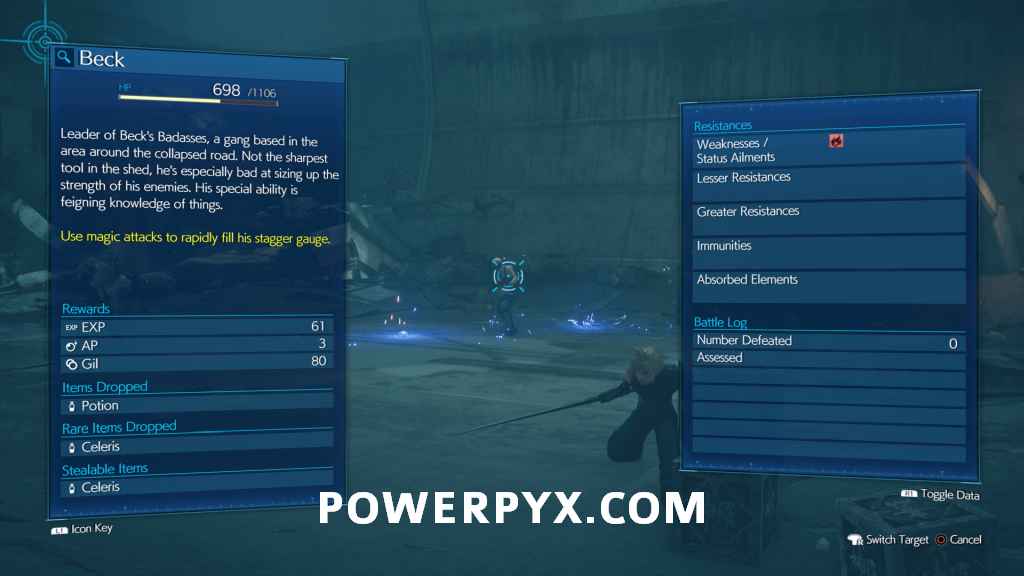 Beck
HP 698 /1106
Leader of Beck's Badasses, a gang based in the
area around the collapsed road. Not the sharpest
tool in the shed, he's especially bad at sizing up the
strength of his enemies. His special ability is
feigning knowledge of things.
Use magic attacks to rapidly fill his stagger gauge.
Rewards
EXP EXP 61
AP 3
Gil 80
Items Dropped
Potion
Rare Items Dropped
Celeris
Stealable Items
Celeris
L1 Icon Key
Resistances
Weaknesses /
Status Ailments
Lesser Resistances
Greater Resistances
Immunities
Absorbed Elements
Battle Log
Number Defeated 0
Assessed
R1 Toggle Data
R Switch Target Cancel
POWERPYX.COM